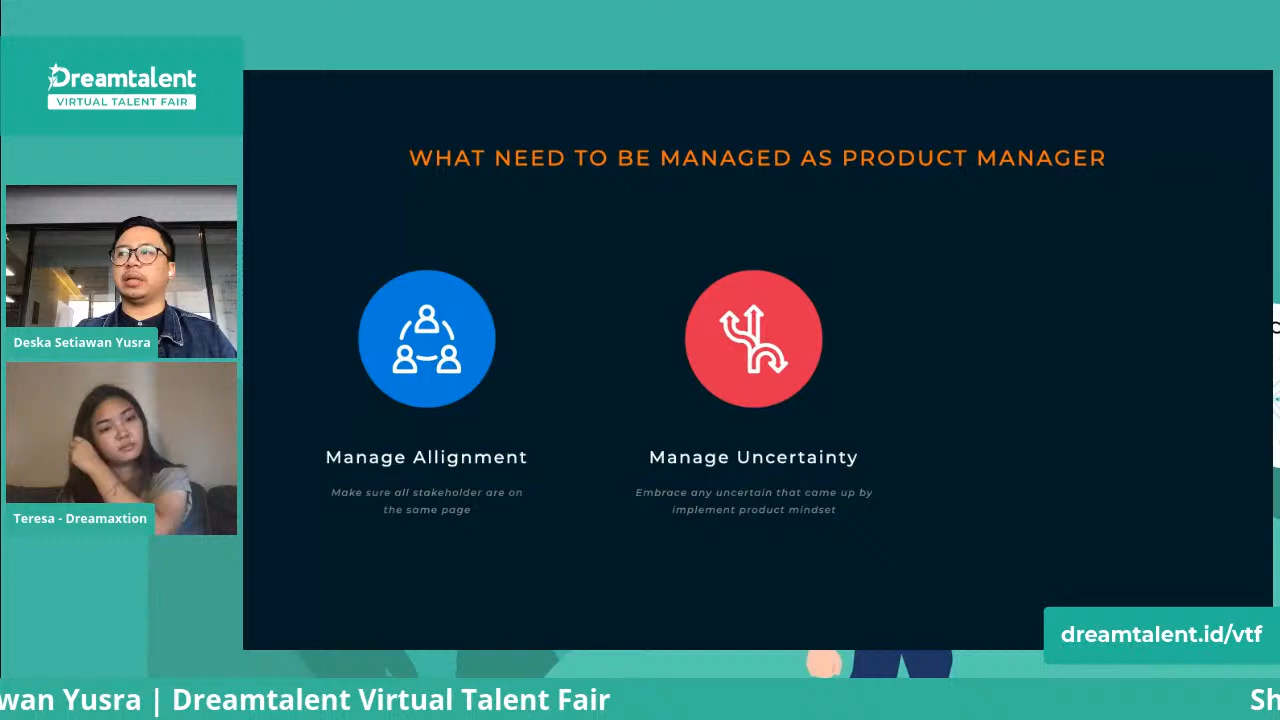 Dreamtalent
VIRTUAL TALENT FAIR
WHAT NEED TO BE MANAGED AS PRODUCT MANAGER
Deska Setiawan Yusra
Teresa - Dreamaxtion
Manage Allignment
Make sure all stakeholder are on
the same page
Manage Uncertainty
Embrace any uncertain that came up by
implement product mindset
dreamtalent.id/vtf
wan Yusra | Dreamtalent Virtual Talent Fair
Sh